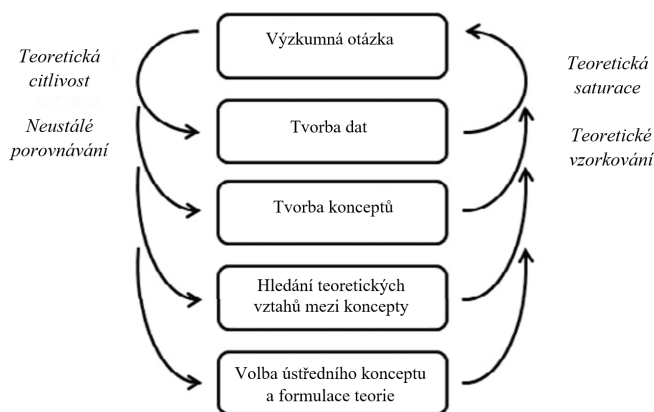 Výzkumná otázka
Teoretická
citlivost
Teoretická
saturace
Tvorba dat
Neustálé
porovnávání
Teoretické
vzorkování
Tvorba konceptů
Hledání teoretických
vztahů mezi koncepty
Volba ústředního konceptu
a formulace teorie